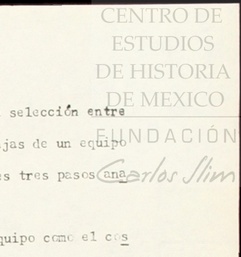 CENTRO DE
ESTUDIOS
DE HISTORIA
DE MEXICO
selección entre
FUNDACIÓN
jas de un equipo
Carlos Slim
es tres pasos ana
quipo como el cos